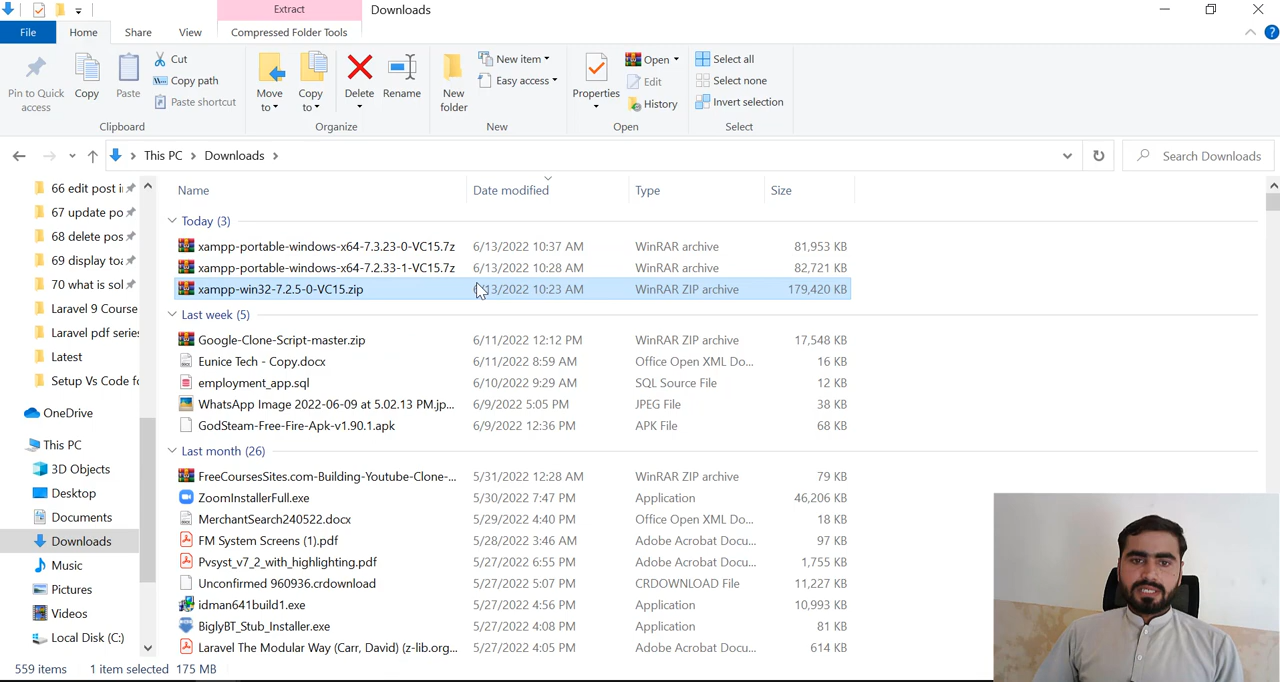 Extract
Downloads
File
Home
Share
View
Compressed Folder Tools
Pin to Quick access
Copy
Paste
Cut
Copy path
Paste shortcut
Clipboard
Move to
Copy to
Delete
Rename
Organize
New folder
New item
Easy access
New
Properties
Open
Edit
History
Open
Select all
Select none
Invert selection
Select
This PC
Downloads
Search Downloads
Name
Date modified
Type
Size
66 edit post i
67 update po
68 delete pos
69 display to
70 what is sol
Laravel 9 Course
Laravel pdf series
Latest
Setup Vs Code fo
OneDrive
This PC
3D Objects
Desktop
Documents
Downloads
Music
Pictures
Videos
Local Disk (C:)
Today (3)
xampp-portable-windows-x64-7.3.23-0-VC15.7z 6/13/2022 10:37 AM WinRAR archive 81,953 KB
xampp-portable-windows-x64-7.2.33-1-VC15.7z 6/13/2022 10:28 AM WinRAR archive 82,721 KB
xampp-win32-7.2.5-0-VC15.zip 6/13/2022 10:23 AM WinRAR ZIP archive 179,420 KB
Last week (5)
Google-Clone-Script-master.zip 6/11/2022 12:12 PM WinRAR ZIP archive 17,548 KB
Eunice Tech - Copy.docx 6/11/2022 8:59 AM Office Open XML Do... 16 KB
employment_app.sql 6/10/2022 9:29 AM SQL Source File 12 KB
WhatsApp Image 2022-06-09 at 5.02.13 PM.jp... 6/9/2022 5:05 PM JPEG File 38 KB
GodSteam-Free-Fire-Apk-v1.90.1.apk 6/9/2022 12:36 PM APK File 68 KB
Last month (26)
FreeCoursesSites.com-Building-Youtube-Clone-... 5/31/2022 12:28 AM WinRAR ZIP archive 79 KB
ZoomInstallerFull.exe 5/30/2022 7:47 PM Application 46,206 KB
MerchantSearch240522.docx 5/29/2022 4:40 PM Office Open XML Do... 18 KB
FM System Screens (1).pdf 5/28/2022 3:46 AM Adobe Acrobat Docu... 97 KB
Pvsyst_v7_2_with_highlighting.pdf 5/27/2022 6:55 PM Adobe Acrobat Docu... 1,755 KB
Unconfirmed 960936.crdownload 5/27/2022 5:07 PM CRDOWNLOAD File 11,227 KB
idman641build1.exe 5/27/2022 4:56 PM Application 10,993 KB
BiglyBT_Stub_Installer.exe 5/27/2022 4:08 PM Application 81 KB
Laravel The Modular Way (Carr, David) (z-lib.org... 5/27/2022 4:05 PM Adobe Acrobat Docu... 614 KB
559 items 1 item selected 175 MB